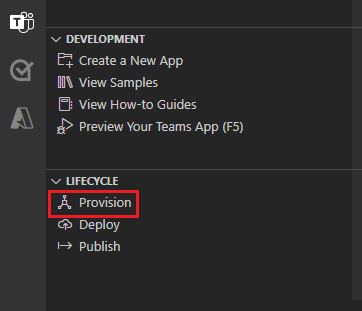 DEVELOPMENT
Create a New App
View Samples
View How-to Guides
Preview Your Teams App (F5)
LIFECYCLE
Provision
Deploy
Publish